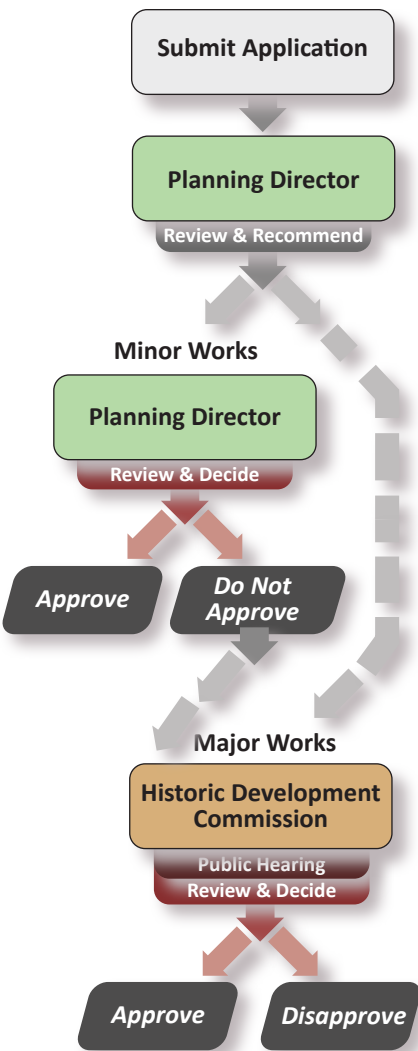 Submit Application
Planning Director
Review & Recommend
Minor Works
Planning Director
Review & Decide
Approve
Do Not
Approve
Major Works
Historic Development
Commission
Public Hearing
Review & Decide
Approve
Disapprove